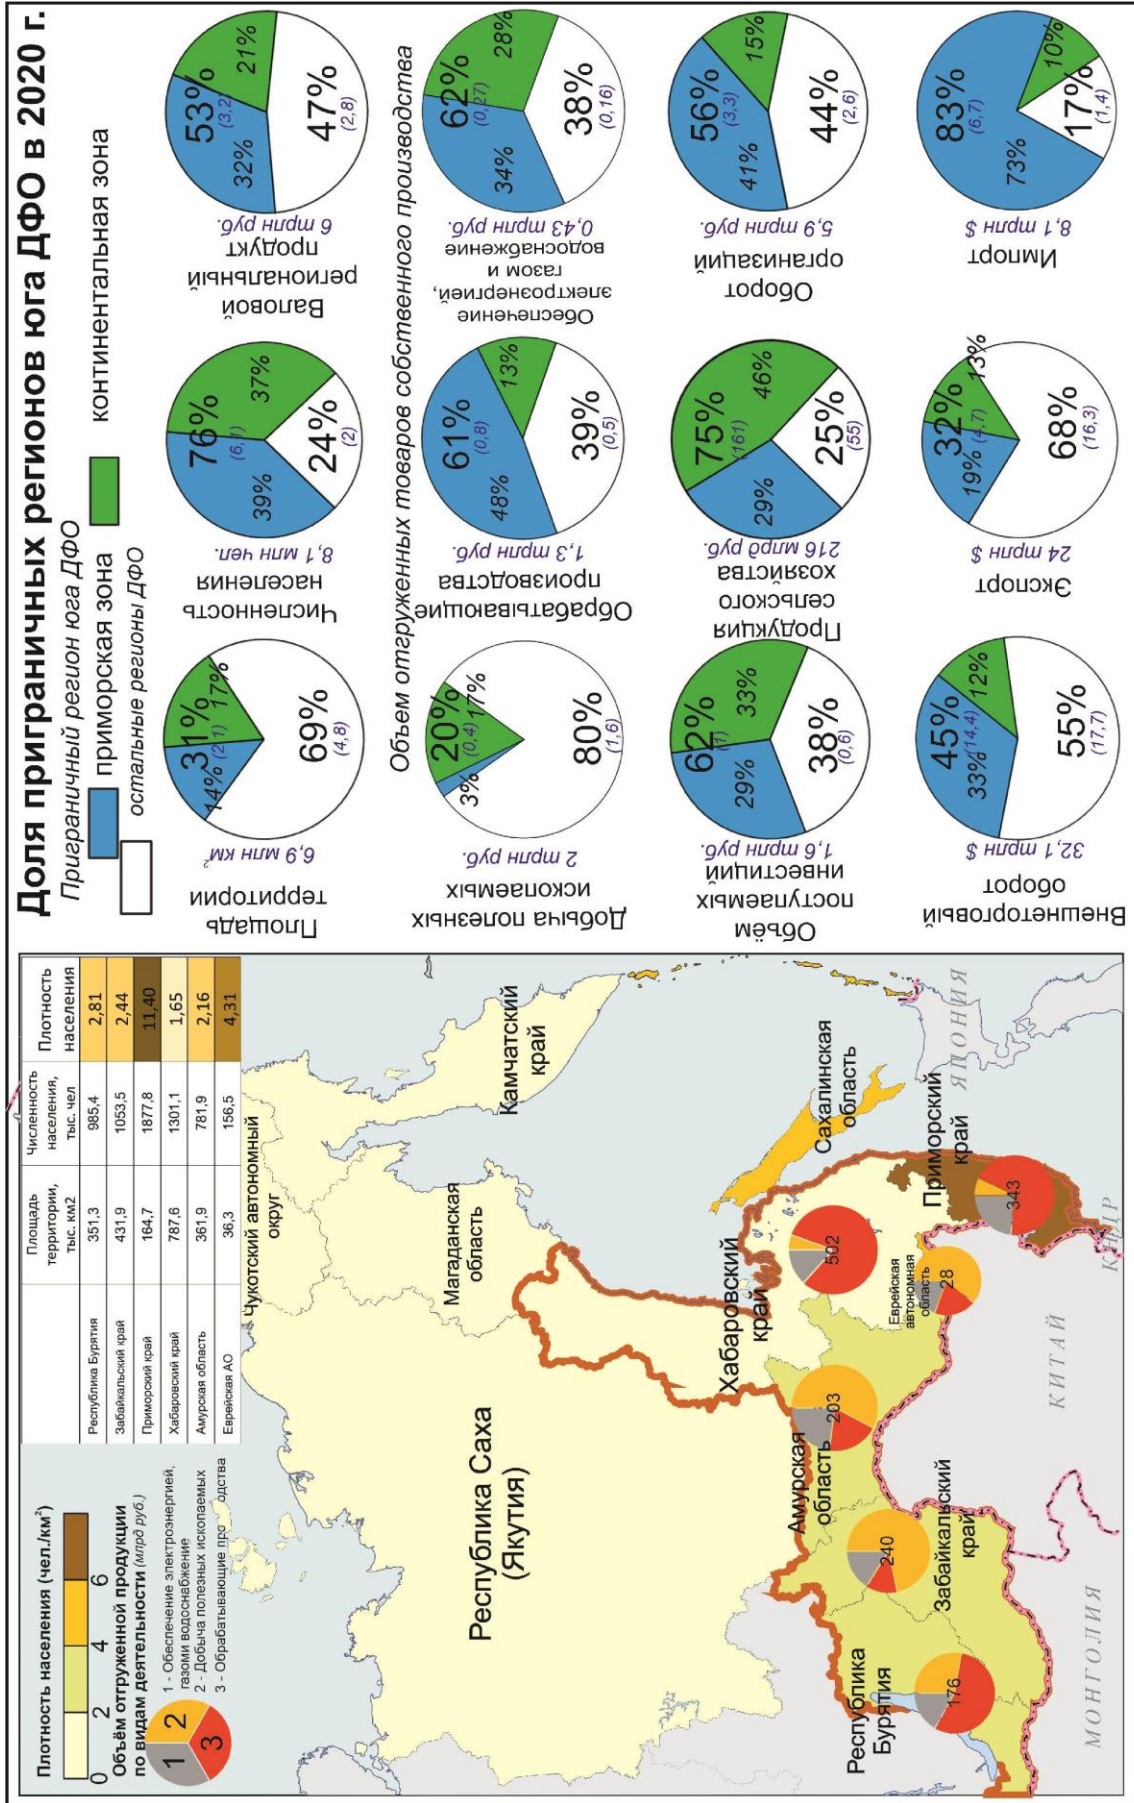 Доля приграничных регионов юга ДФО в 2020 г.
Приграничный регион юга ДФО
приморская зона
континентальная зона
остальные регионы ДФО
Площадь
территории
6,9 млн км²
31%
(2,1)
14%
17%
69%
(4,8)
Численность
населения
8,1 млн чел.
76%
(6,1)
39%
37%
24%
(2)
Валовой
региональный
продукт
6 трлн руб.
53%
(3,2)
32%
21%
47%
(2,8)
Объем отгруженных товаров собственного производства
Добыча полезных
ископаемых
2 трлн руб.
20%
(0,4)
3%
17%
80%
(1,6)
Обрабатывающие
производства
1,3 трлн руб.
61%
(0,8)
48%
13%
39%
(0,5)
Обеспечение
электроэнергией,
газом и
водоснабжение
0,43 трлн руб.
62%
(0,27)
34%
28%
38%
(0,16)
Объём
поступаемых
инвестиций
1,6 трлн руб.
62%
(1)
29%
33%
38%
(0,6)
Продукция
сельского
хозяйства
216 млрд руб.
75%
(161)
29%
46%
25%
(55)
Оборот
организаций
5,9 трлн руб.
56%
(3,3)
41%
15%
44%
(2,6)
Внешнеторговый
оборот
32,1 трлн $
45%
(14,4)
33%
12%
55%
(17,7)
Экспорт
24 трлн $
32%
(4,7)
19%
13%
68%
(16,3)
Импорт
8,1 трлн $
83%
(6,7)
73%
10%
17%
(1,4)
Плотность населения (чел./км²)
0 2 4 6
Объём отгруженной продукции
по видам деятельности (млрд руб.)
1
2
3
1 - Обеспечение электроэнергией,
газоми водоснабжение
2 - Добыча полезных ископаемых
3 - Обрабатывающие про одства
Площадь территории, тыс. км2 Численность населения, тыс. чел Плотность населения
Республика Бурятия 351,3 985,4 2,81
Забайкальский край 431,9 1053,5 2,44
Приморский край 164,7 1877,8 11,40
Хабаровский край 787,6 1301,1 1,65
Амурская область 361,9 781,9 2,16
Еврейская АО 36,3 156,5 4,31
Чукотский автономный
округ
Магаданская
область
Камчатский
край
Республика Саха
(Якутия)
Хабаровский
край
Сахалинская
область
Амурская
область
Еврейская
автономная
область
Приморский
край
Забайкальский
край
Республика
Бурятия
502
343
28
203
240
176
МОНГОЛИЯ
КИТАЙ
КНДР
ЯПОНИЯ